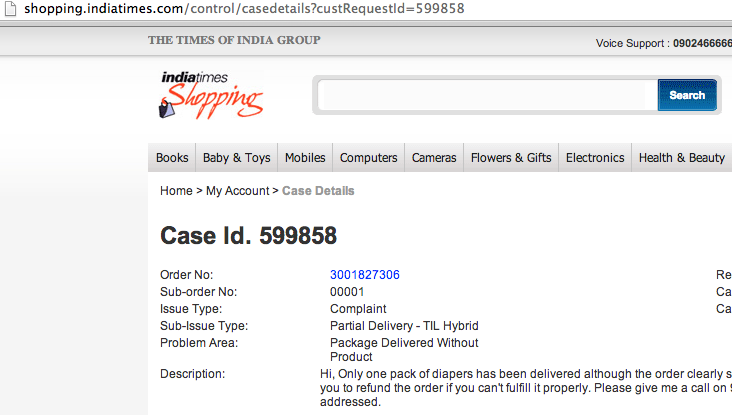 shopping.indiatimes.com/control/casedetails?custRequestId=599858
THE TIMES OF INDIA GROUP
Voice Support : 0902466666
indiatimes
Shopping
Search
Books Baby & Toys Mobiles Computers Cameras Flowers & Gifts Electronics Health & Beauty
Home > My Account > Case Details
Case Id. 599858
Order No: 3001827306 Re
Sub-order No: 00001 Ca
Issue Type: Complaint Ca
Sub-Issue Type: Partial Delivery - TIL Hybrid
Problem Area: Package Delivered Without
Product
Description: Hi, Only one pack of diapers has been delivered although the order clearly s
you to refund the order if you can't fulfill it properly. Please give me a call on 9
addressed.